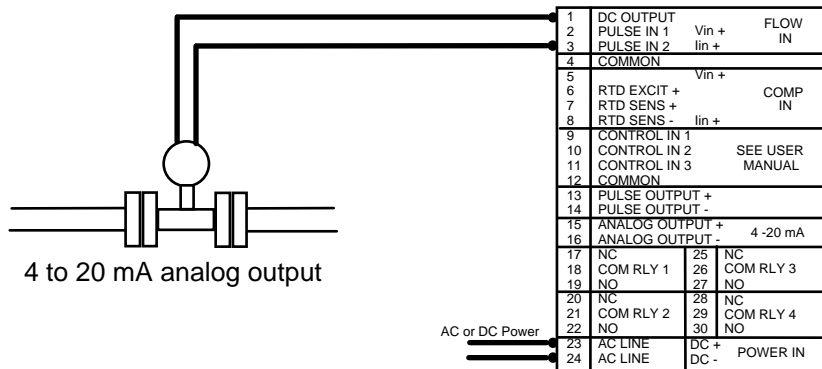 1 DC OUTPUT FLOW IN
2 PULSE IN 1 Vin +
3 PULSE IN 2 Iin +
4 COMMON
5 Vin +
6 RTD EXCIT + COMP IN
7 RTD SENS +
8 RTD SENS - Iin +
9 CONTROL IN 1
10 CONTROL IN 2 SEE USER MANUAL
11 CONTROL IN 3
12 COMMON
13 PULSE OUTPUT +
14 PULSE OUTPUT -
15 ANALOG OUTPUT + 4 -20 mA
16 ANALOG OUTPUT -
17 NC 25 NC
18 COM RLY 1 26 COM RLY 3
19 NO 27 NO
20 NC 28 NC
21 COM RLY 2 29 COM RLY 4
22 NO 30 NO
23 AC LINE DC + POWER IN
24 AC LINE DC -
4 to 20 mA analog output
AC or DC Power